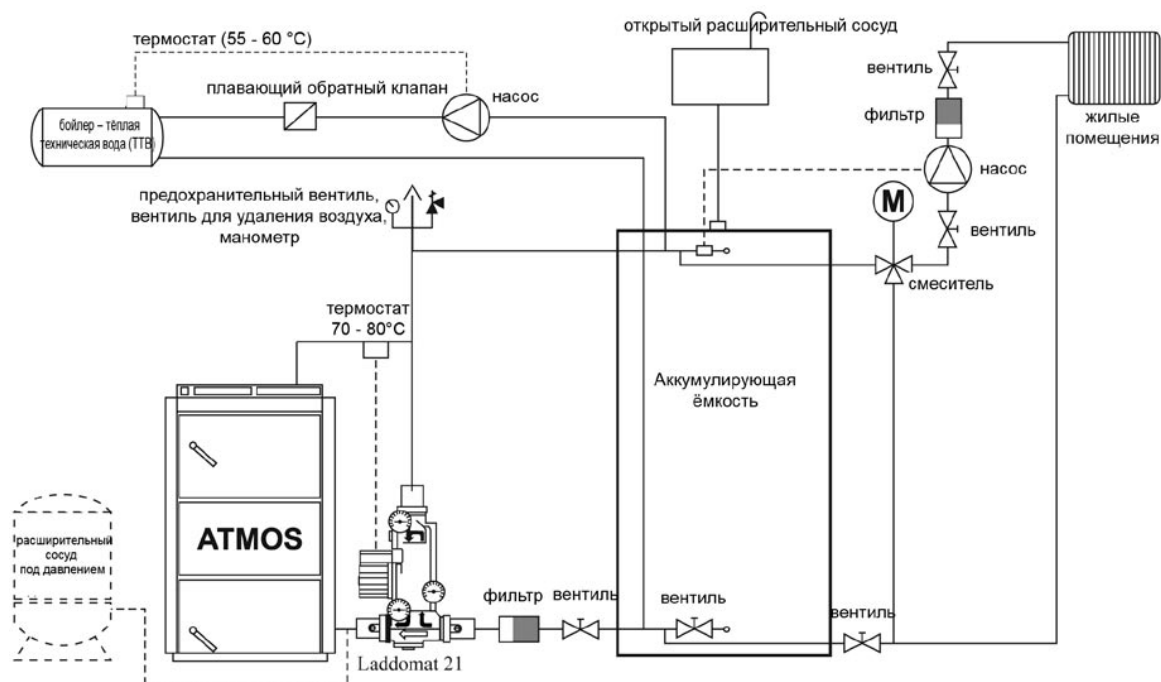 термостат (55 - 60 °C)
открытый расширительный сосуд
плавающий обратный клапан
насос
вентиль
фильтр
жилые
помещения
бойлер – тёплая
техническая вода (ТТВ)
предохранительный вентиль,
вентиль для удаления воздуха,
манометр
насос
M
вентиль
смеситель
термостат
70 - 80°C
Аккумулирующая
ёмкость
ATMOS
расширительный
сосуд
под давлением
фильтр
вентиль
вентиль
вентиль
Laddomat 21